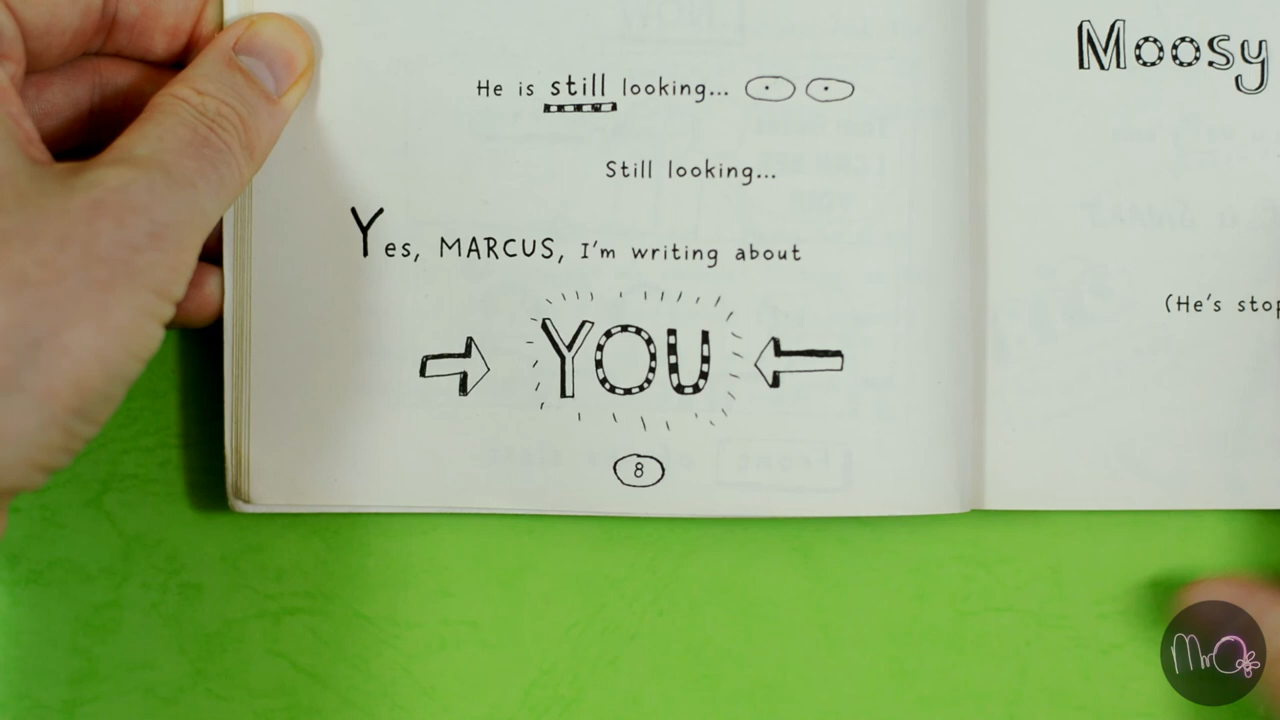 He is still looking...
Still looking...
Yes, MARCUS, I'm writing about
YOU
8
Moosy
(He's stop